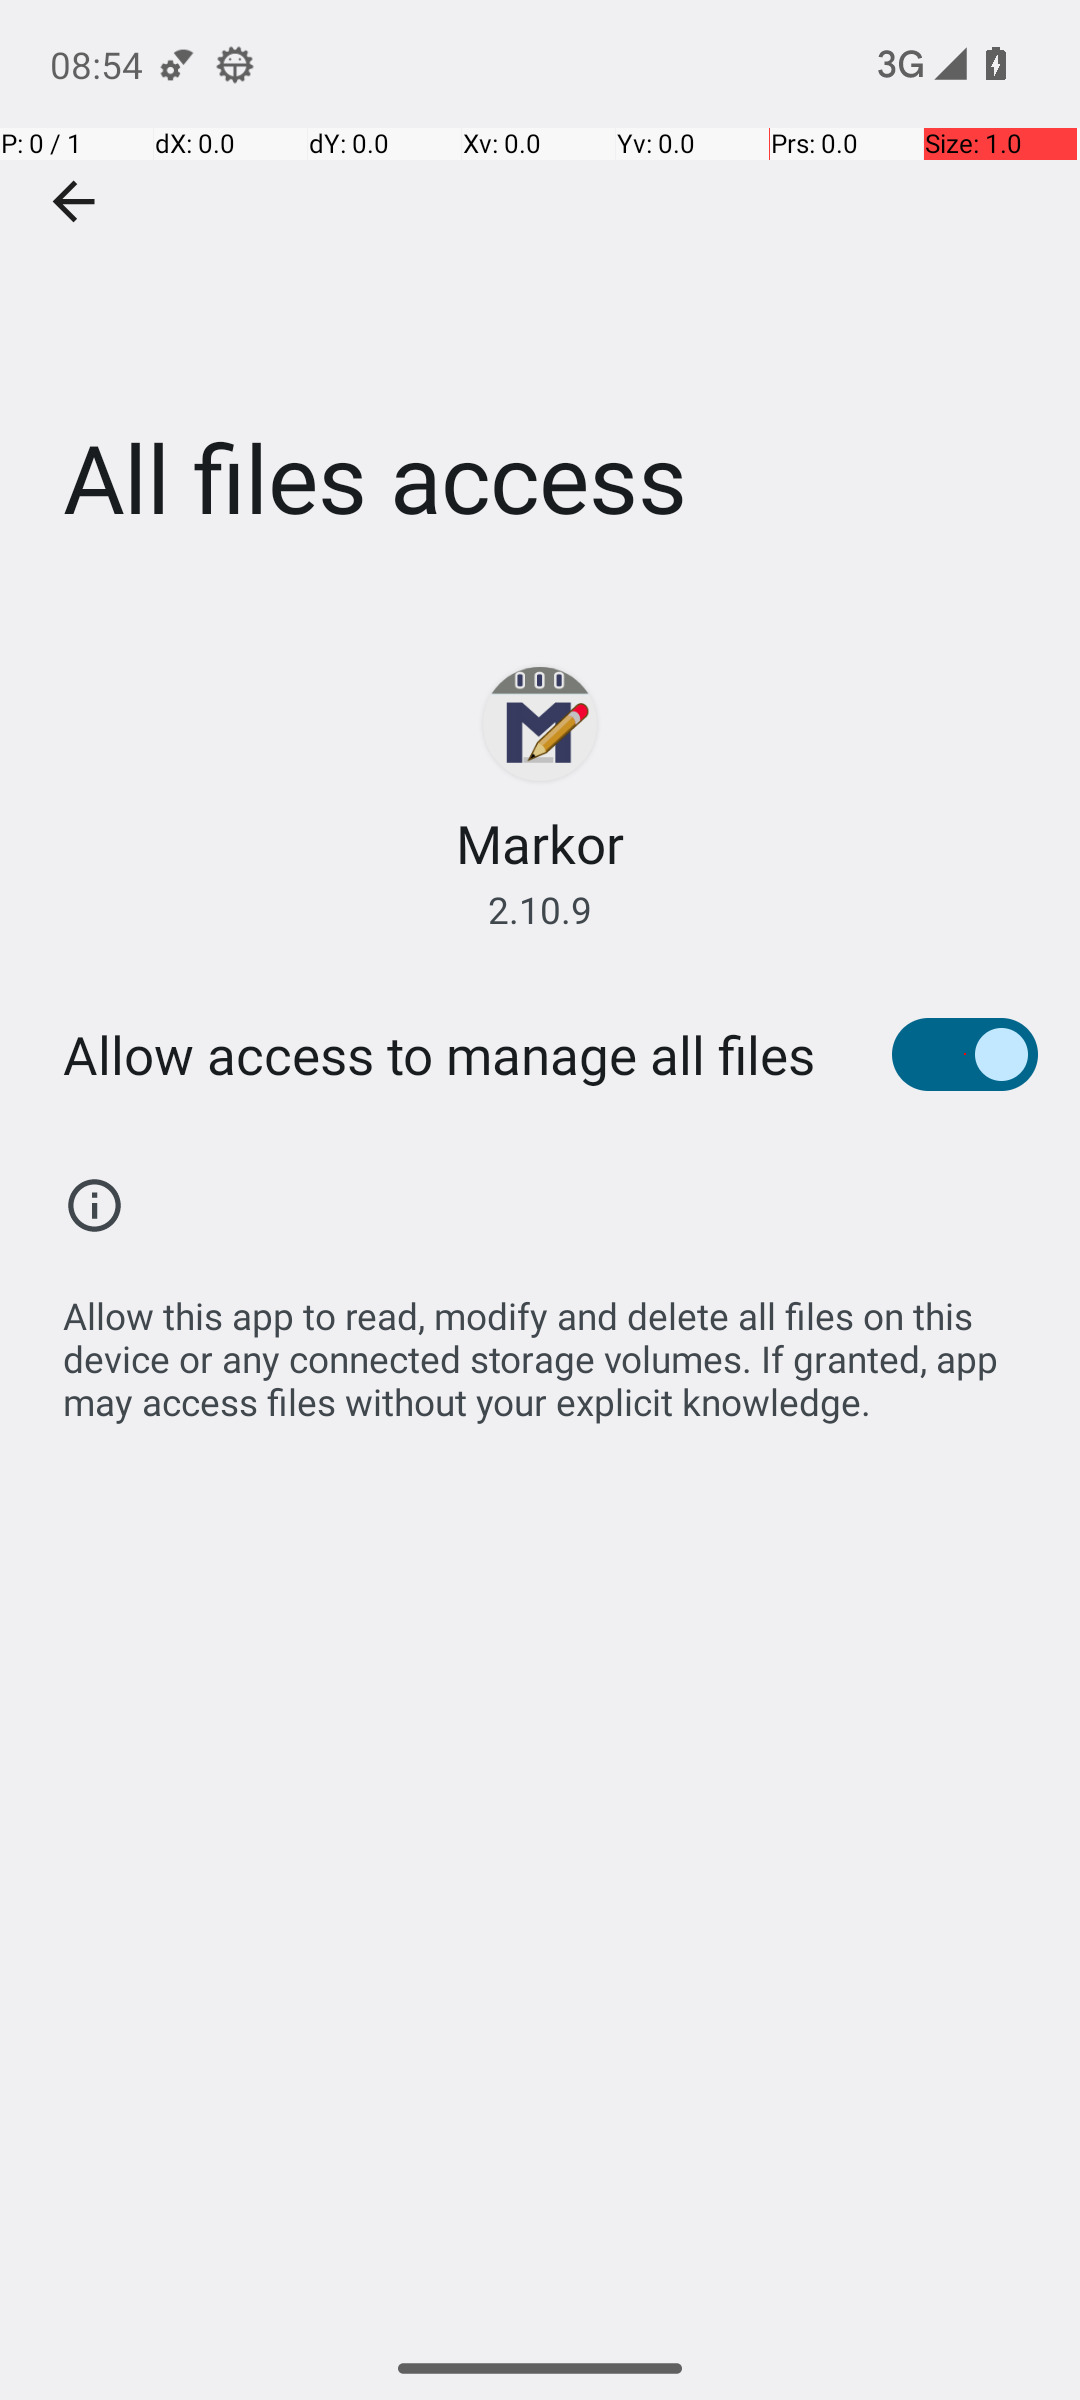 08:54
3G
P: 0 / 1 dX: 0.0 dY: 0.0 Xv: 0.0 Yv: 0.0 Prs: 0.0 Size: 1.0
All files access
Markor
2.10.9
Allow access to manage all files
Allow this app to read, modify and delete all files on this
device or any connected storage volumes. If granted, app
may access files without your explicit knowledge.